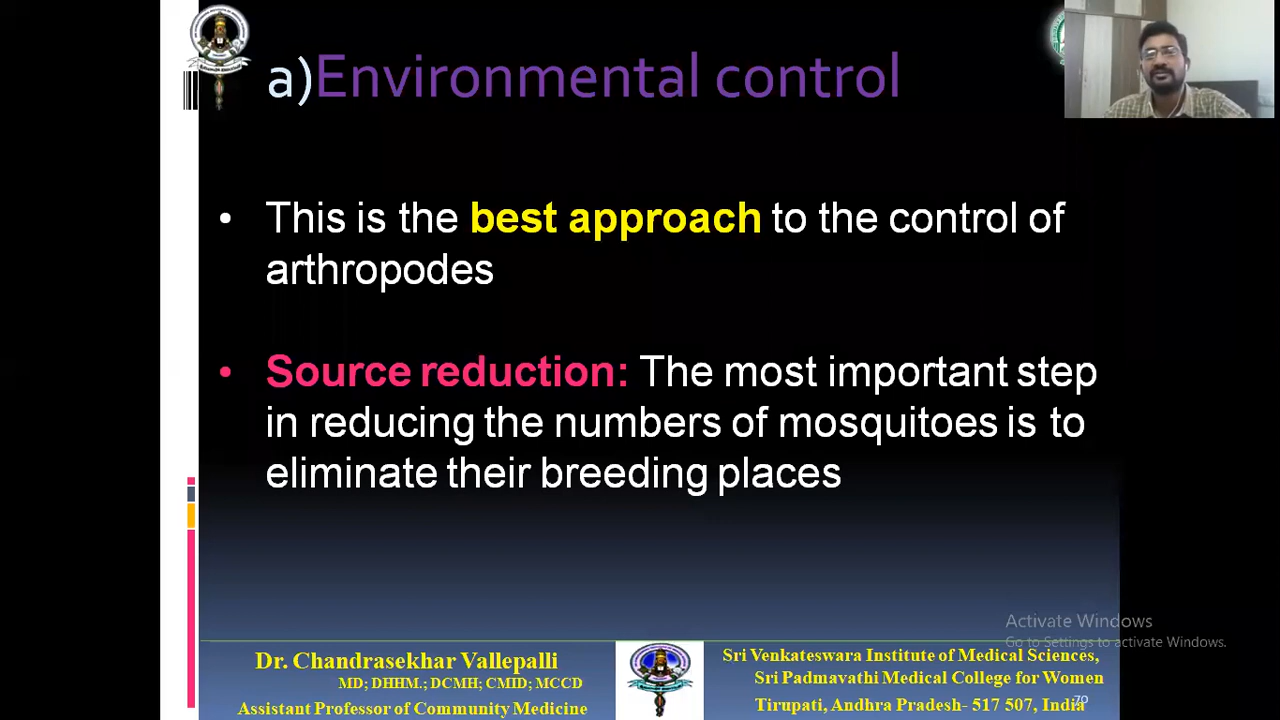 a)Environmental control
• This is the best approach to the control of
arthropodes
• Source reduction: The most important step
in reducing the numbers of mosquitoes is to
eliminate their breeding places
Activate Windows
Go to Settings to activate Windows.
Dr. Chandrasekhar Vallepalli
MD; DHHM.; DCMH; CMID; MCCD
Assistant Professor of Community Medicine
Sri Venkateswara Institute of Medical Sciences,
Sri Padmavathi Medical College for Women
Tirupati, Andhra Pradesh- 517 507, India